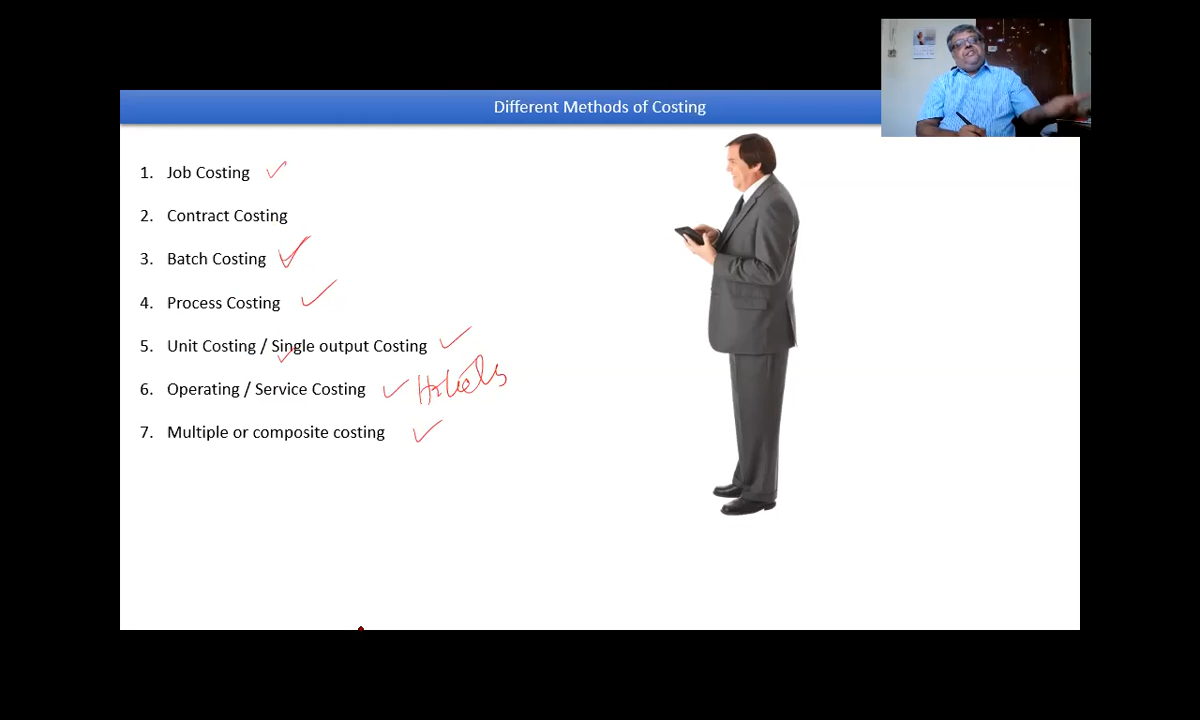 Different Methods of Costing
1. Job Costing
2. Contract Costing
3. Batch Costing
4. Process Costing
5. Unit Costing / Single output Costing
6. Operating / Service Costing Hotels
7. Multiple or composite costing